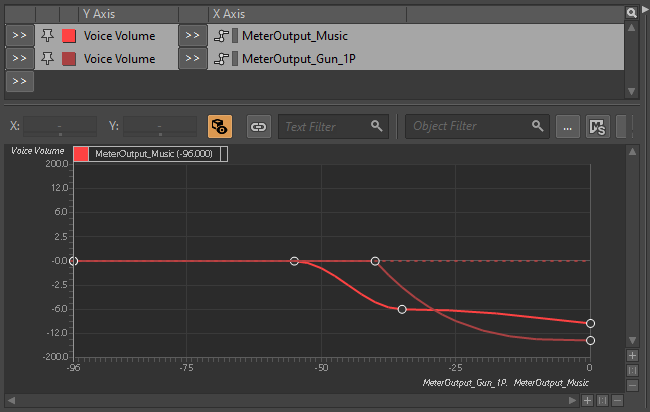 Y Axis X Axis
>> Voice Volume >> MeterOutput_Music
>> Voice Volume >> MeterOutput_Gun_1P
>>
X: - Y: - Text Filter Object Filter ... MS
Voice Volume MeterOutput_Music (-96.000)
200.0
12.0
6.0
2.5
-0.0
-2.5
-6.0
-12.0
-200.0
-96 -75 -50 -25 0
MeterOutput_Gun_1P, MeterOutput_Music